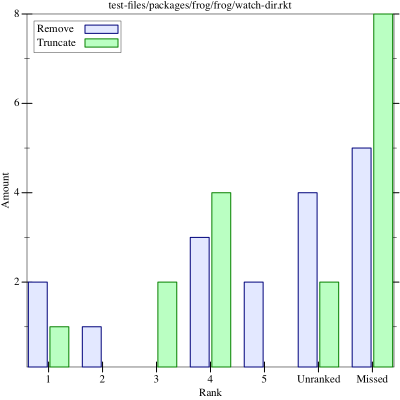 test-files/packages/frog/frog/watch-dir.rkt
Remove
Truncate
8
6
4
2
Amount
1 2 3 4 5 Unranked Missed
Rank